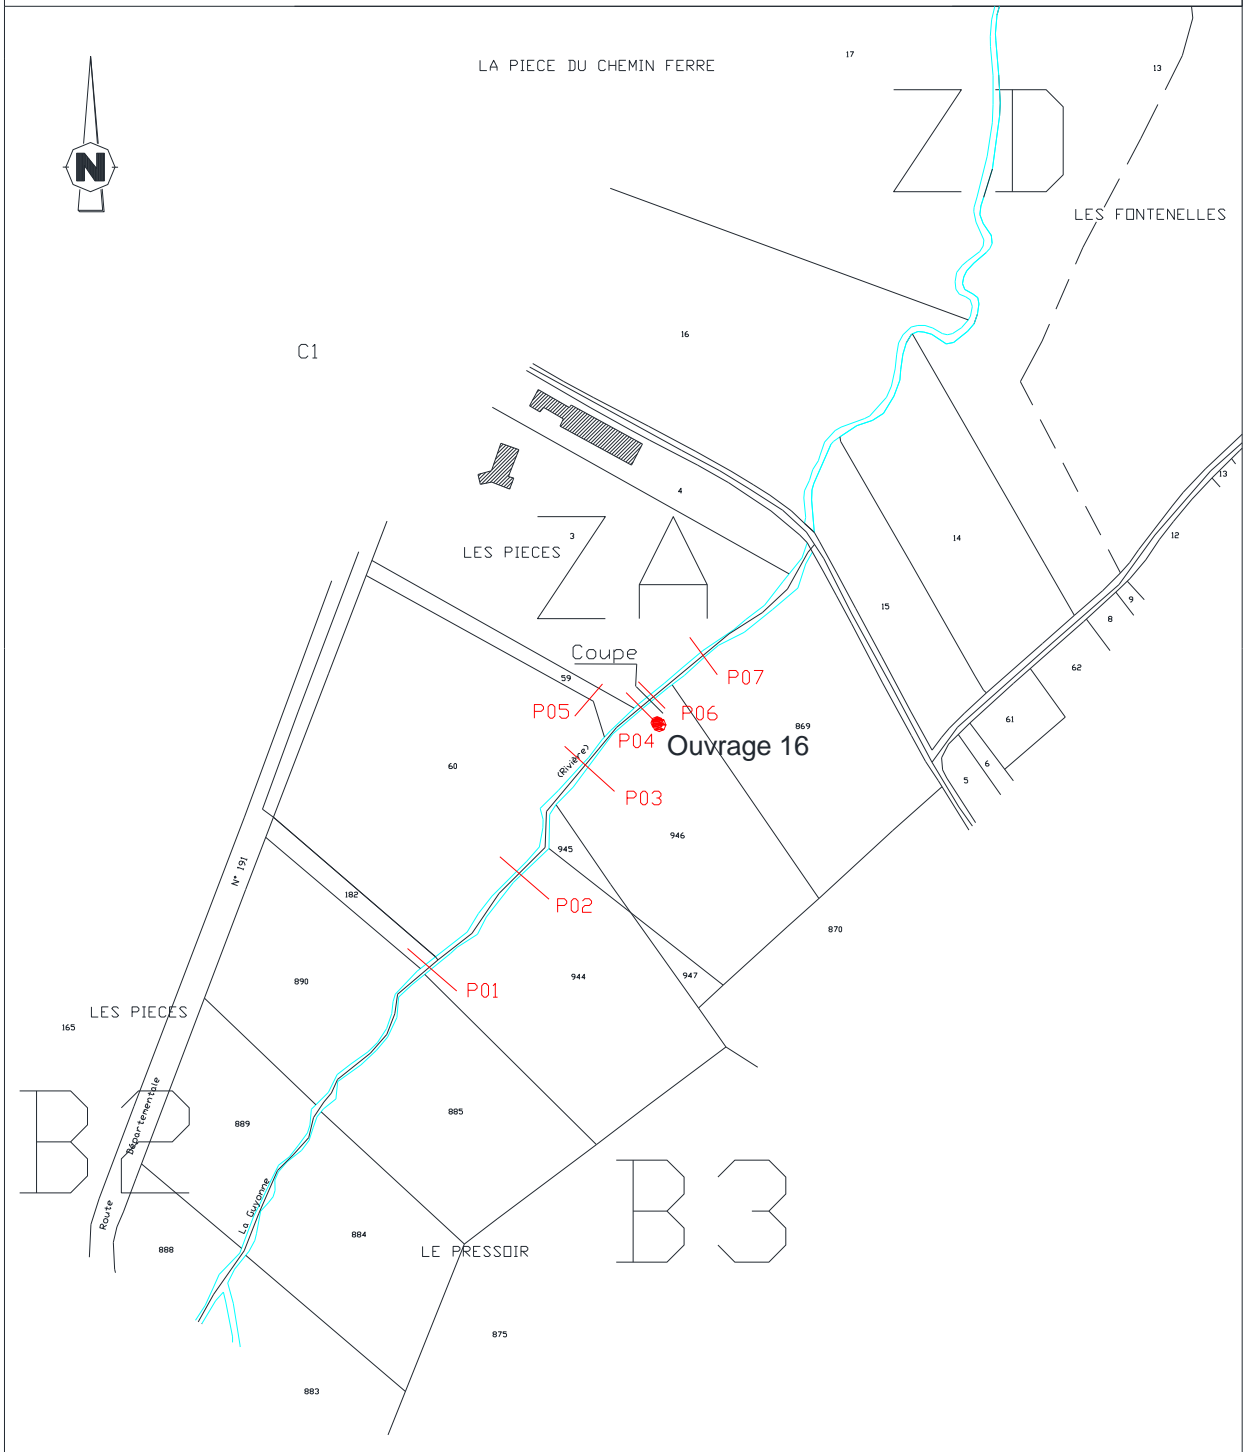 17
LA PIECE DU CHEMIN FERRE
13
ZD
N
LES FONTENELLES
16
C1
13
4
12
3
LES PIECES
ZA
14
15
9
8
Coupe
62
59
P07
P05
P06
869
61
P04
Ouvrage 16
60
(Rivière)
6
5
P03
946
945
N° 191
182
P02
870
944
947
890
P01
LES PIECES
165
B2
Départementale
885
889
B3
La Guyonne
Route
884
888
LE PRESSOIR
875
883